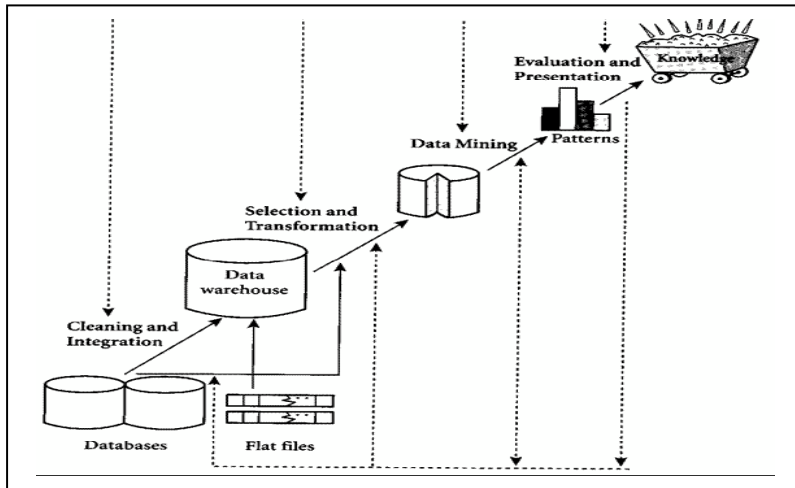 Evaluation and
Presentation
Knowledge
Patterns
Data Mining
Selection and
Transformation
Data
warehouse
Cleaning and
Integration
Databases
Flat files